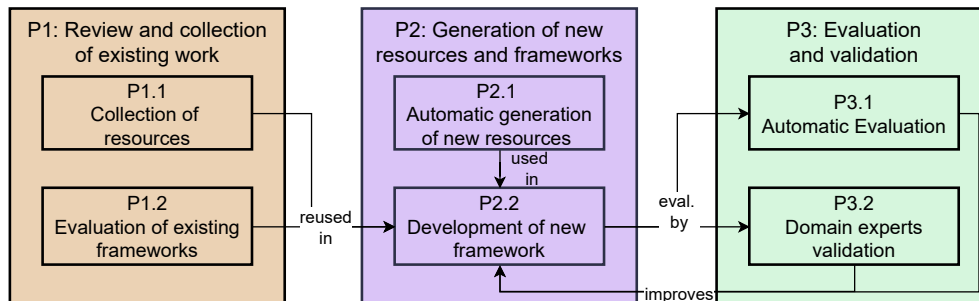 P1: Review and collection
of existing work
P1.1
Collection of
resources
P1.2
Evaluation of existing
frameworks
reused
in
P2: Generation of new
resources and frameworks
P2.1
Automatic generation
of new resources
used
in
P2.2
Development of new
framework
eval.
by
P3: Evaluation
and validation
P3.1
Automatic Evaluation
P3.2
Domain experts
validation
improves